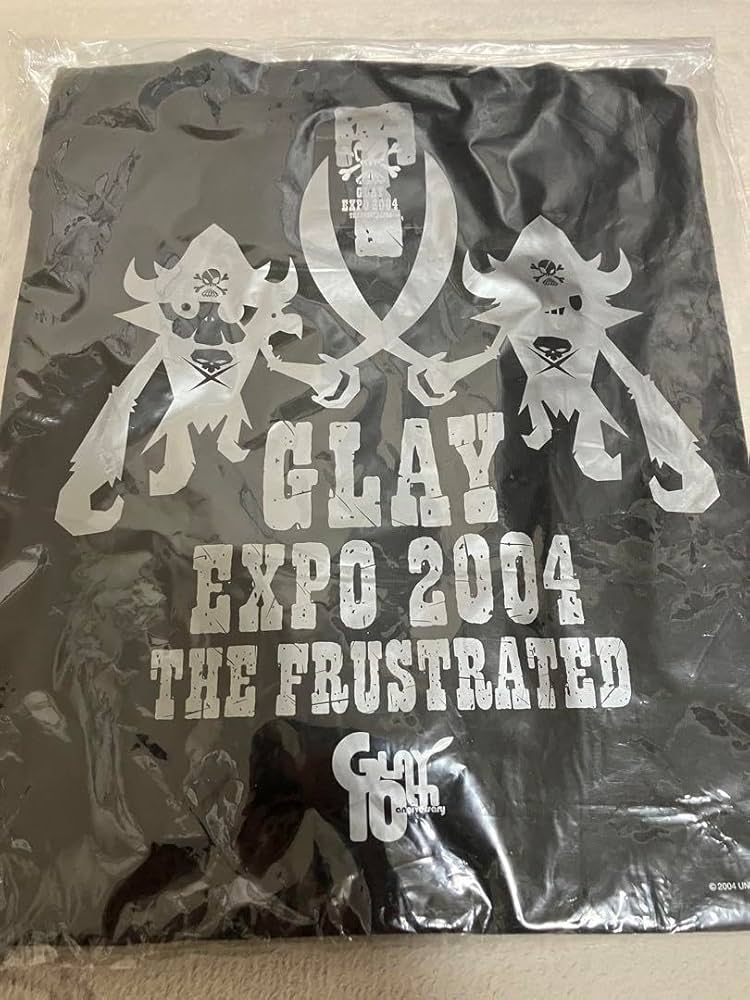 GLAY
EXPO 2004
GLAY
EXPO 2004
THE FRUSTRATED
GLAY
10th
anniversary
© 2004 UN